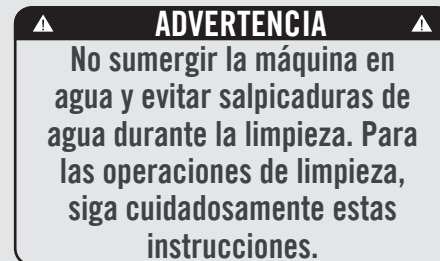 ADVERTENCIA
No sumergir la máquina en
agua y evitar salpicaduras de
agua durante la limpieza. Para
las operaciones de limpieza,
siga cuidadosamente estas
instrucciones.